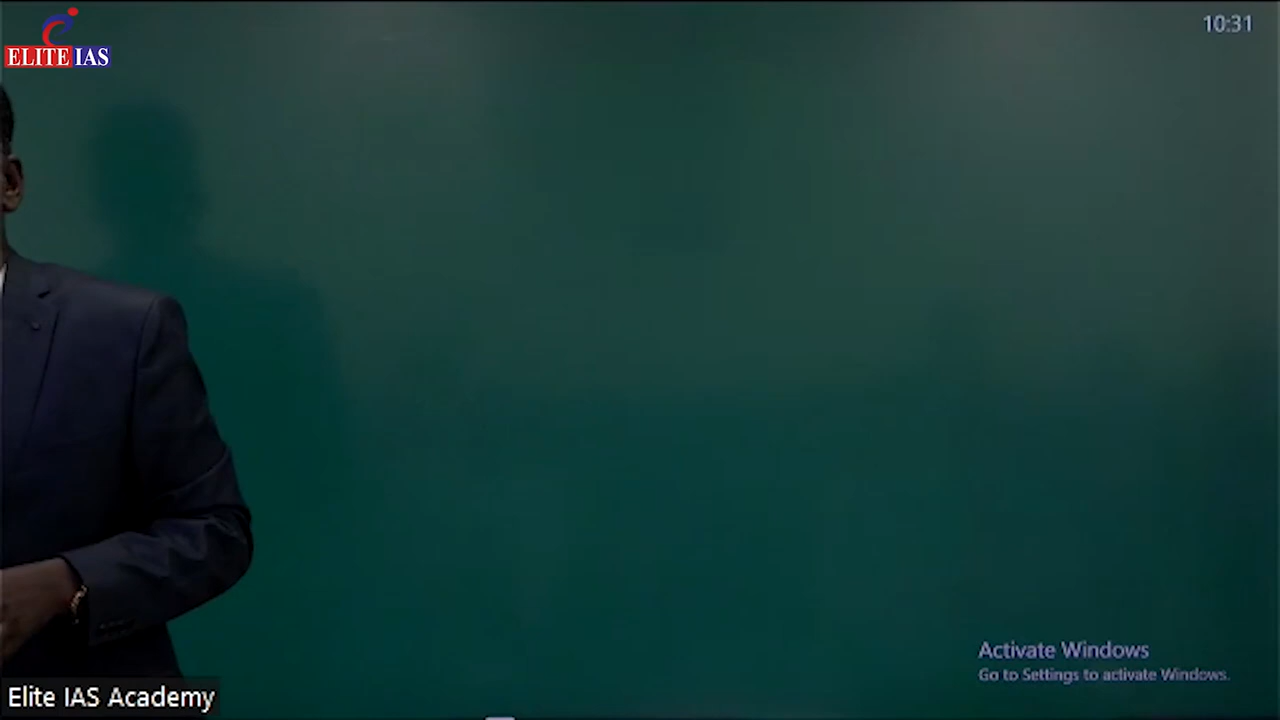 ELITE IAS
10:31
Activate Windows
Go to Settings to activate Windows.
Elite IAS Academy